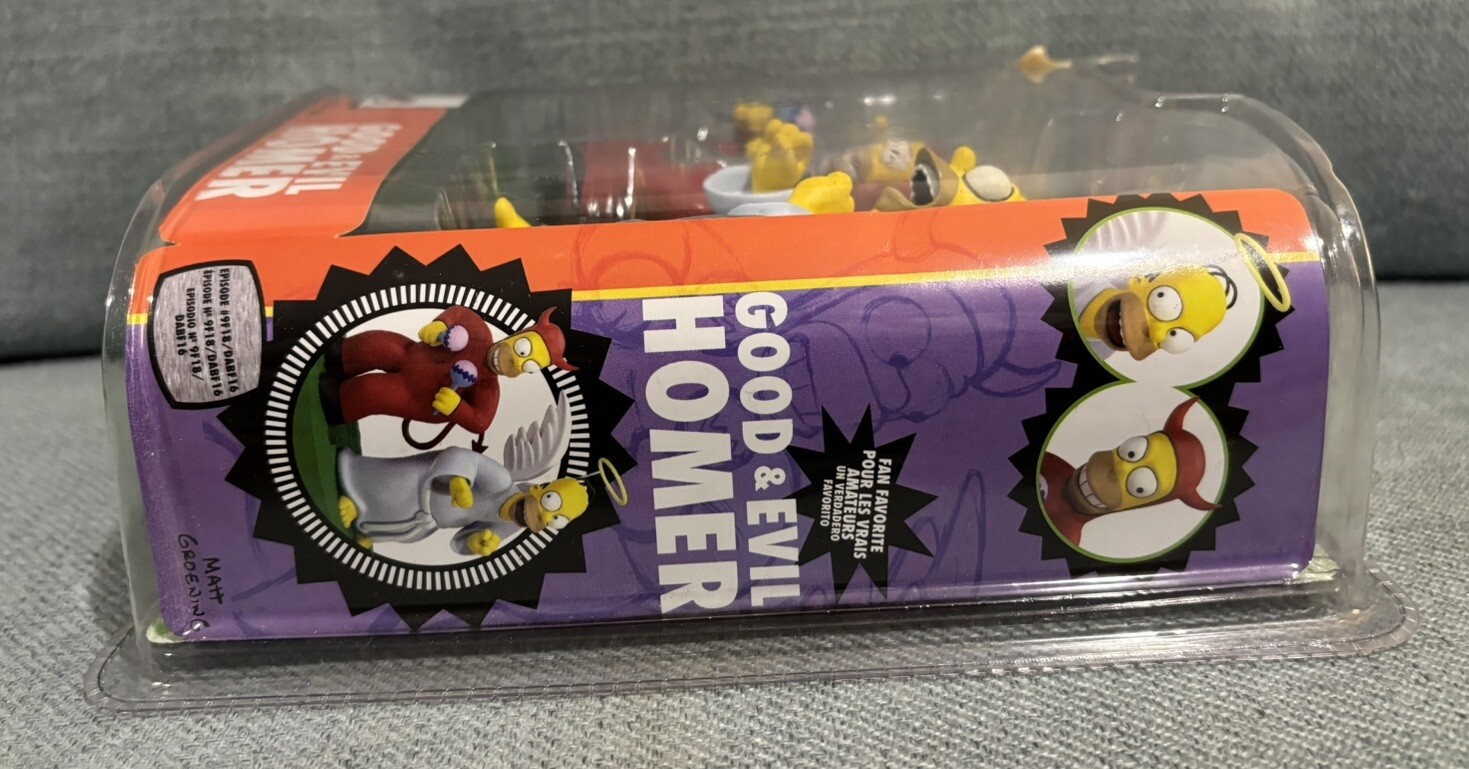 GOOD & EVIL
HOMER
EPISODE #9F18/DABF16
ÉPISODE Nº 9F18/DABF16
EPISODIO Nº 9F18/
DABF16
GOOD & EVIL
HOMER
FAN FAVORITE
POUR LES VRAIS
AMATEURS
UN VERDADERO
FAVORITO
MATT
GROENING